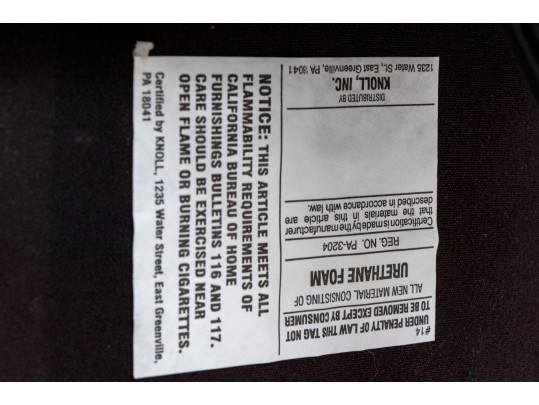 #14
UNDER PENALTY OF LAW THIS TAG NOT
TO BE REMOVED EXCEPT BY CONSUMER
ALL NEW MATERIAL CONSISTING OF
URETHANE FOAM
REG. NO. PA-3204
Certification is made by the manufacturer
that the materials in this article are
described in accordance with law.
DISTRIBUTED BY
KNOLL, INC.
1235 Water St., East Greenville, PA 18041
NOTICE: THIS ARTICLE MEETS ALL
FLAMMABILITY REQUIREMENTS OF
CALIFORNIA BUREAU OF HOME
FURNISHINGS BULLETINS 116 AND 117.
CARE SHOULD BE EXERCISED NEAR
OPEN FLAME OR BURNING CIGARETTES.
Certified by KNOLL, 1235 Water Street, East Greenville,
PA 18041